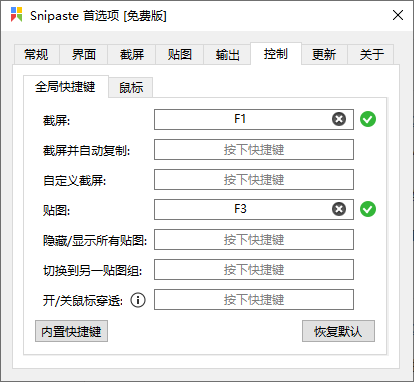 Snipaste 首选项 [免费版]
常规 界面 截屏 贴图 输出 控制 更新 关于
全局快捷键 鼠标
截屏: F1
截屏并自动复制: 按下快捷键
自定义截屏: 按下快捷键
贴图: F3
隐藏/显示所有贴图: 按下快捷键
切换到另一贴图组: 按下快捷键
开/关鼠标穿透: 按下快捷键
内置快捷键 恢复默认